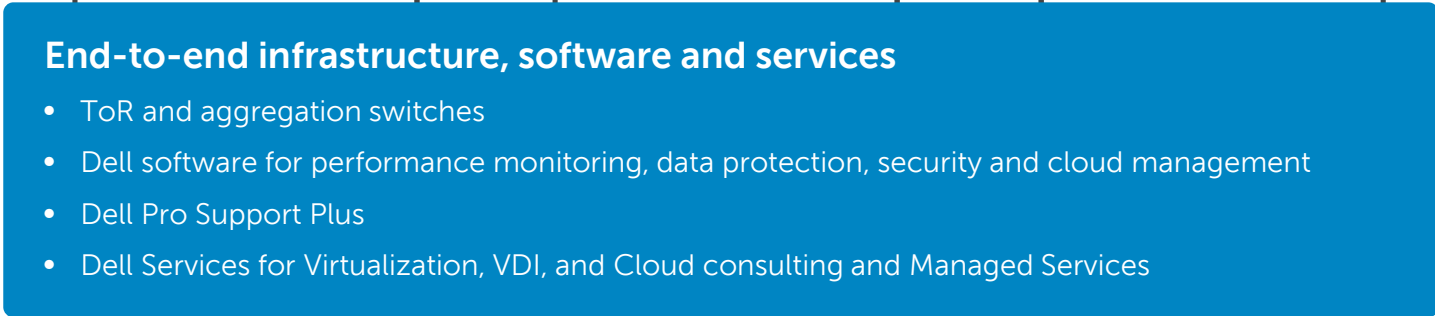 End-to-end infrastructure, software and services
• ToR and aggregation switches
• Dell software for performance monitoring, data protection, security and cloud management
• Dell Pro Support Plus
• Dell Services for Virtualization, VDI, and Cloud consulting and Managed Services